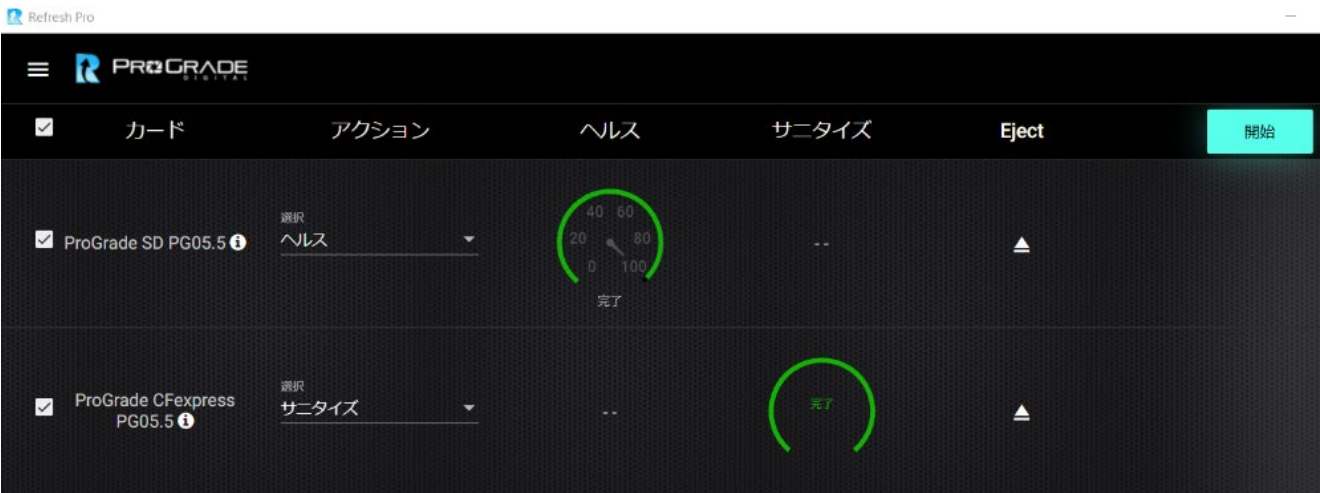 Refresh Pro
PROGRADE
DIGITAL
カード アクション ヘルス サニタイズ Eject 開始
選択
ProGrade SD PG05.5 ヘルス
40 60
20 80
0 100
完了
--
選択
ProGrade CFexpress
PG05.5
サニタイズ
--
完了